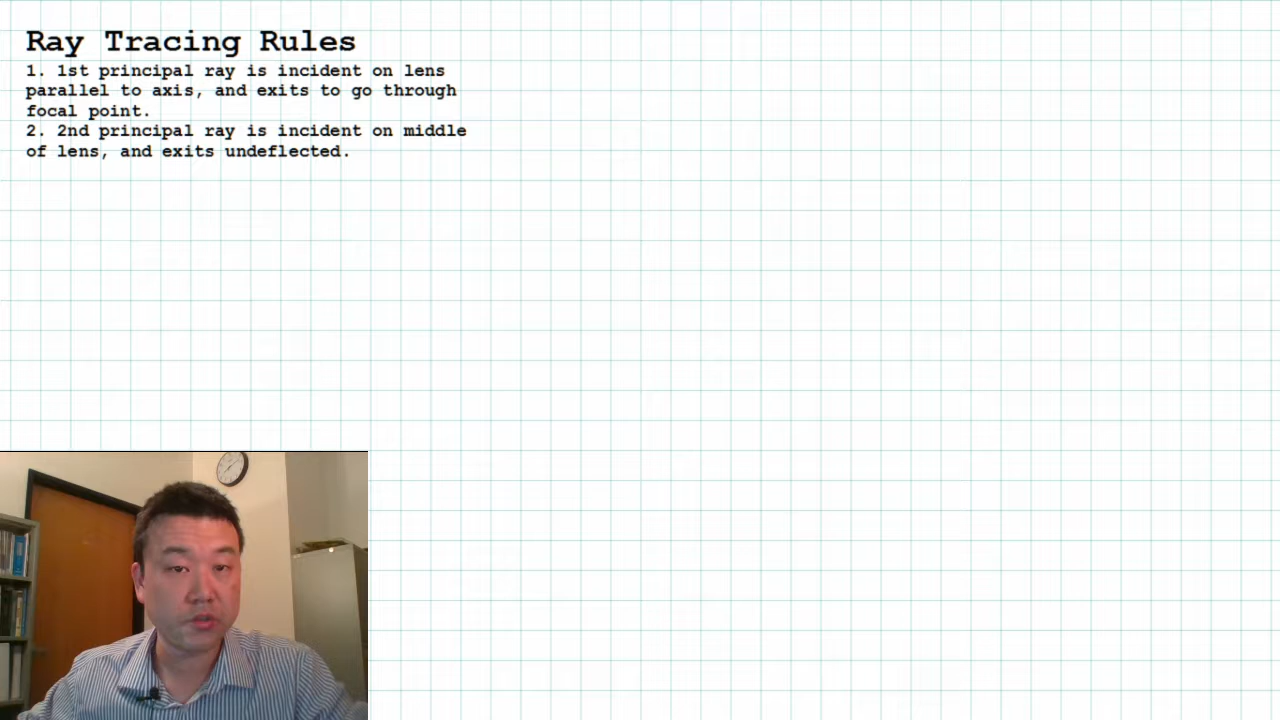 Ray Tracing Rules
1. 1st principal ray is incident on lens
parallel to axis, and exits to go through
focal point.
2. 2nd principal ray is incident on middle
of lens, and exits undeflected.